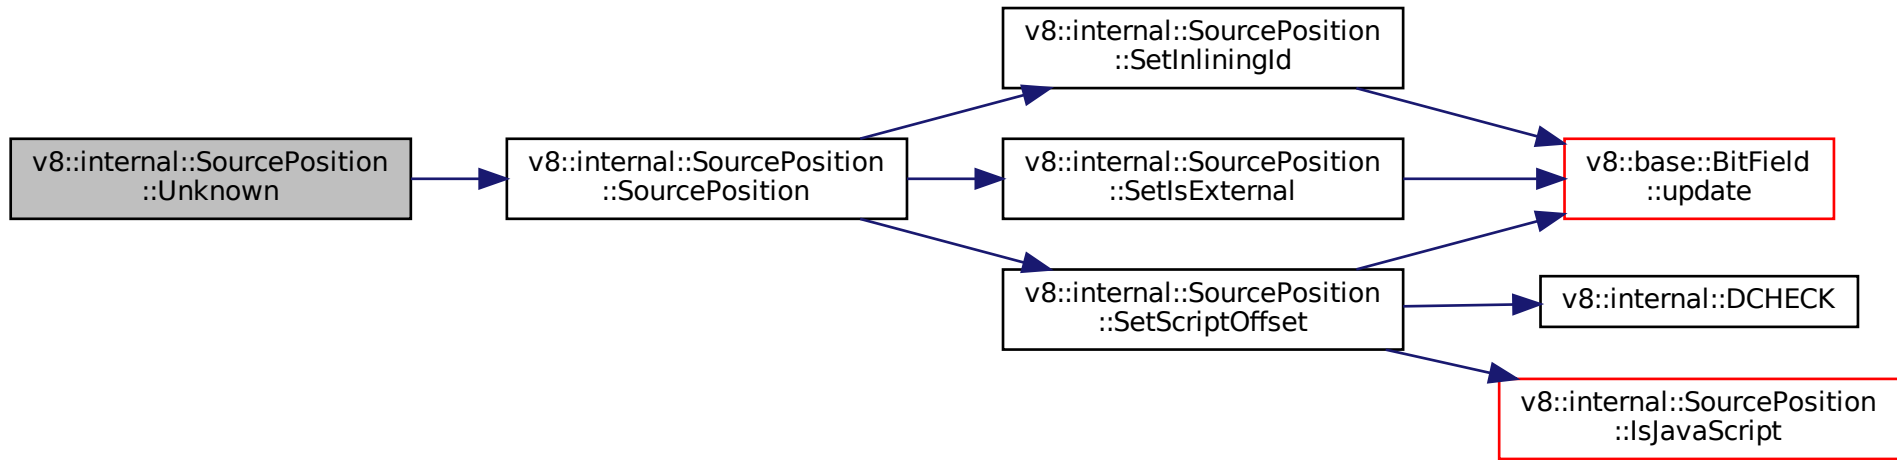 v8::internal::SourcePosition
::Unknown
v8::internal::SourcePosition
::SourcePosition
v8::internal::SourcePosition
::SetInliningId
v8::internal::SourcePosition
::SetIsExternal
v8::internal::SourcePosition
::SetScriptOffset
v8::base::BitField
::update
v8::internal::DCHECK
v8::internal::SourcePosition
::IsJavaScript